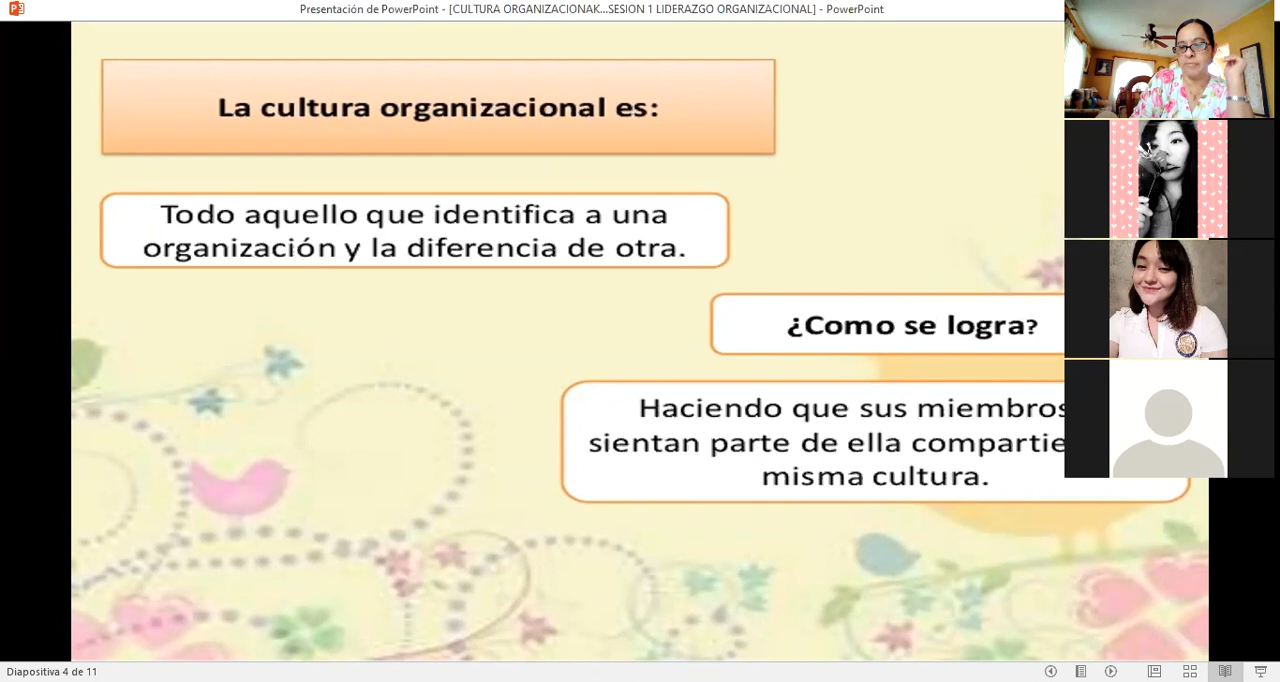 Presentación de PowerPoint - [CULTURA ORGANIZACIONAK...SESION 1 LIDERAZGO ORGANIZACIONAL] - PowerPoint
La cultura organizacional es:
Todo aquello que identifica a una
organización y la diferencia de otra.
¿Como se logra?
Haciendo que sus miembros
sientan parte de ella
misma cultura.
Diapositiva 4 de 11